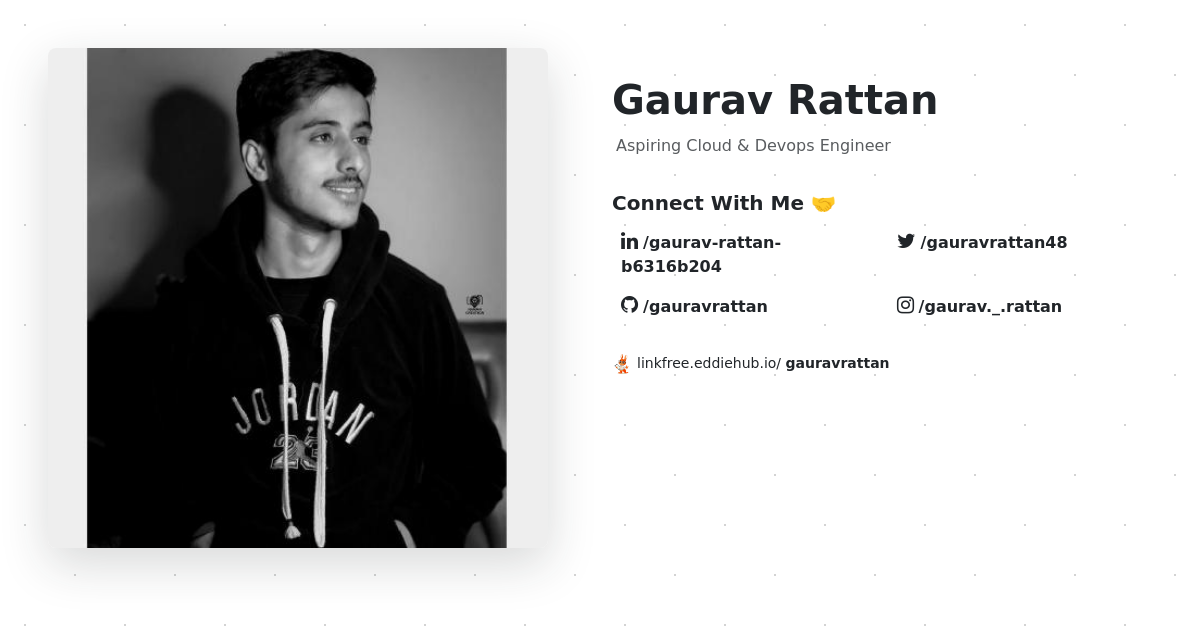 Gaurav Rattan
Aspiring Cloud & Devops Engineer
Connect With Me 🤝
/gaurav-rattan-
b6316b204
/gauravrattan48
/gauravrattan
/gaurav._.rattan
linkfree.eddiehub.io/ gauravrattan
JORDAN
23